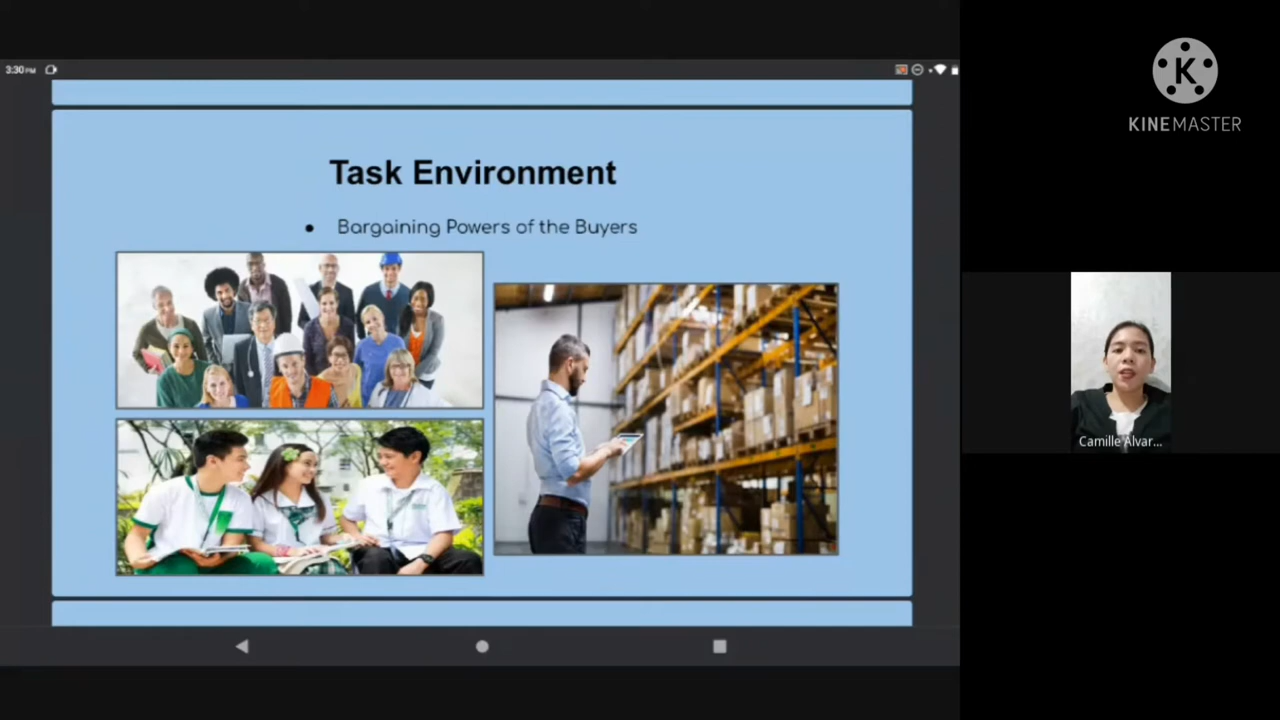 3:30 PM
KINEMASTER
Task Environment
● Bargaining Powers of the Buyers
Camille Alvar...